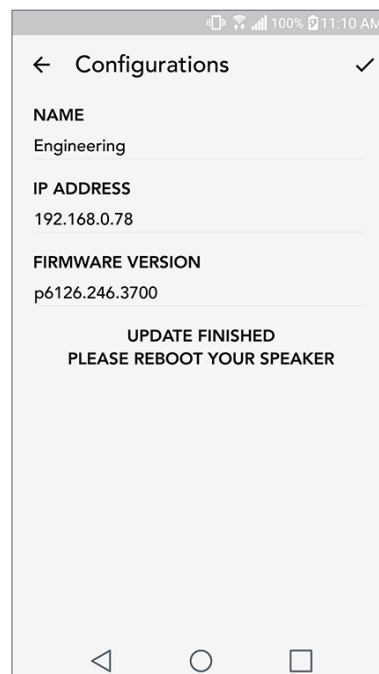 100% 11:10 AM
Configurations
NAME
Engineering
IP ADDRESS
192.168.0.78
FIRMWARE VERSION
p6126.246.3700
UPDATE FINISHED
PLEASE REBOOT YOUR SPEAKER